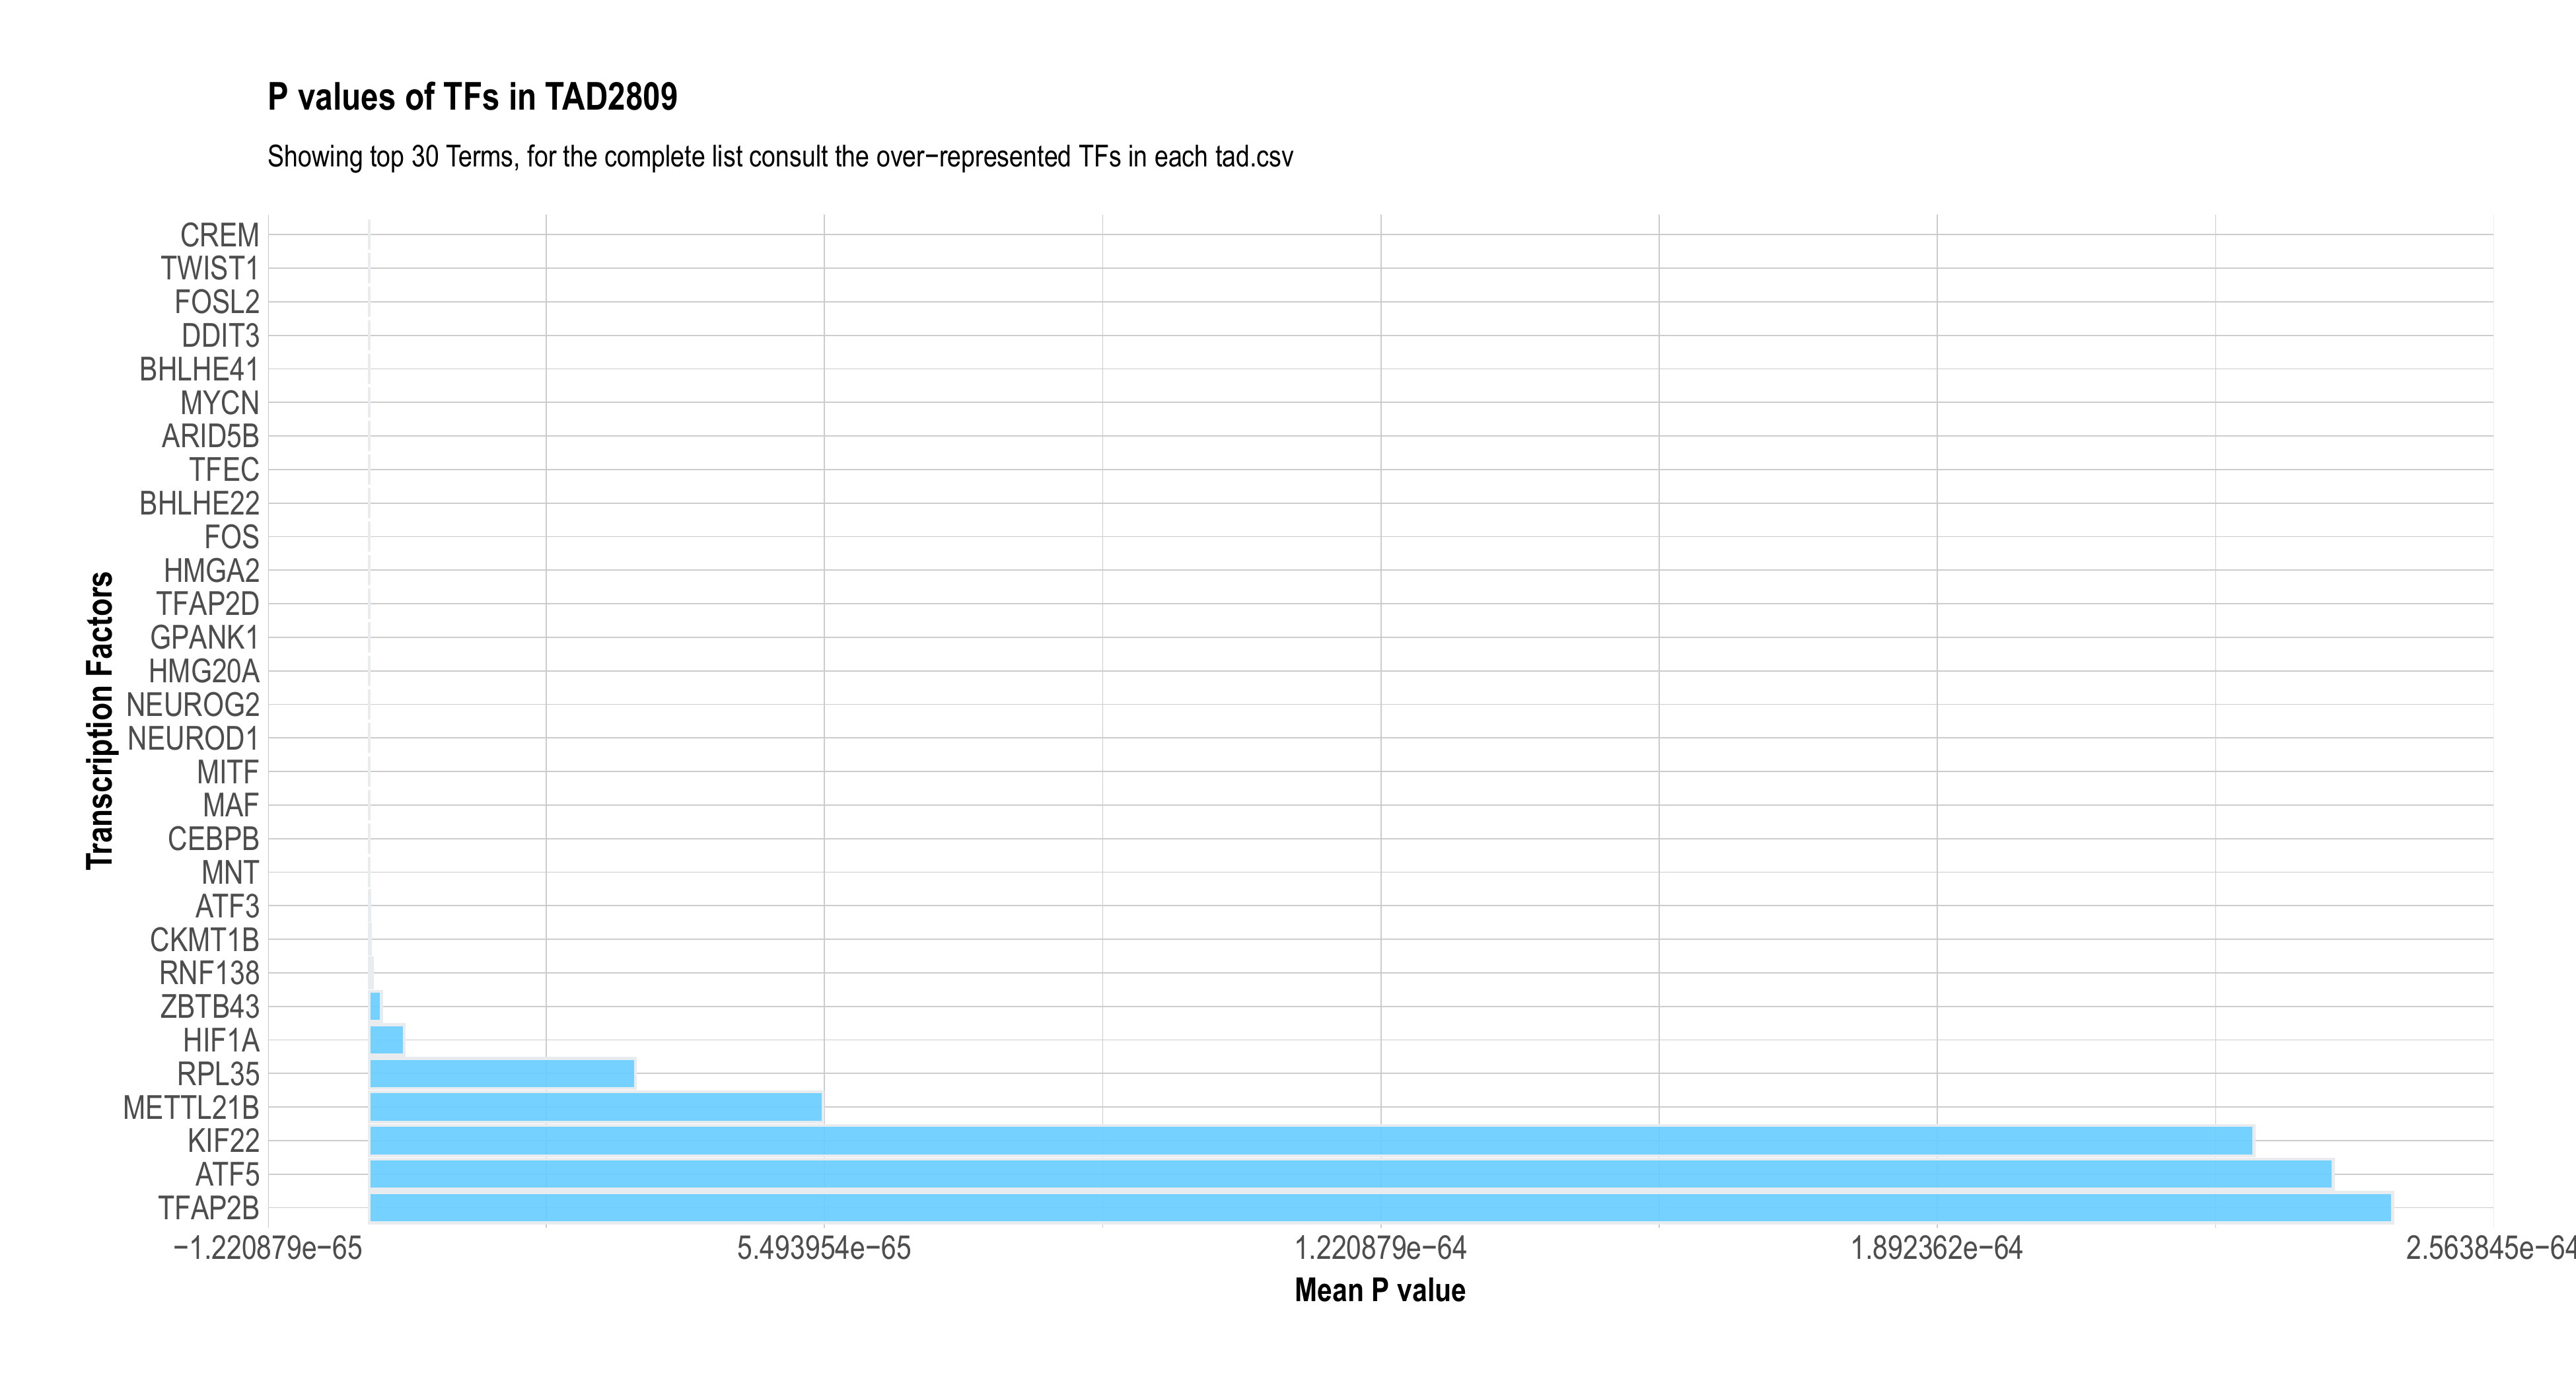 P values of TFs in TAD2809
Showing top 30 Terms, for the complete list consult the over−represented TFs in each tad.csv
Transcription Factors
CREM
TWIST1
FOSL2
DDIT3
BHLHE41
MYCN
ARID5B
TFEC
BHLHE22
FOS
HMGA2
TFAP2D
GPANK1
HMG20A
NEUROG2
NEUROD1
MITF
MAF
CEBPB
MNT
ATF3
CKMT1B
RNF138
ZBTB43
HIF1A
RPL35
METTL21B
KIF22
ATF5
TFAP2B
−1.220879e−65 5.493954e−65 1.220879e−64 1.892362e−64 2.563845e−64
Mean P value